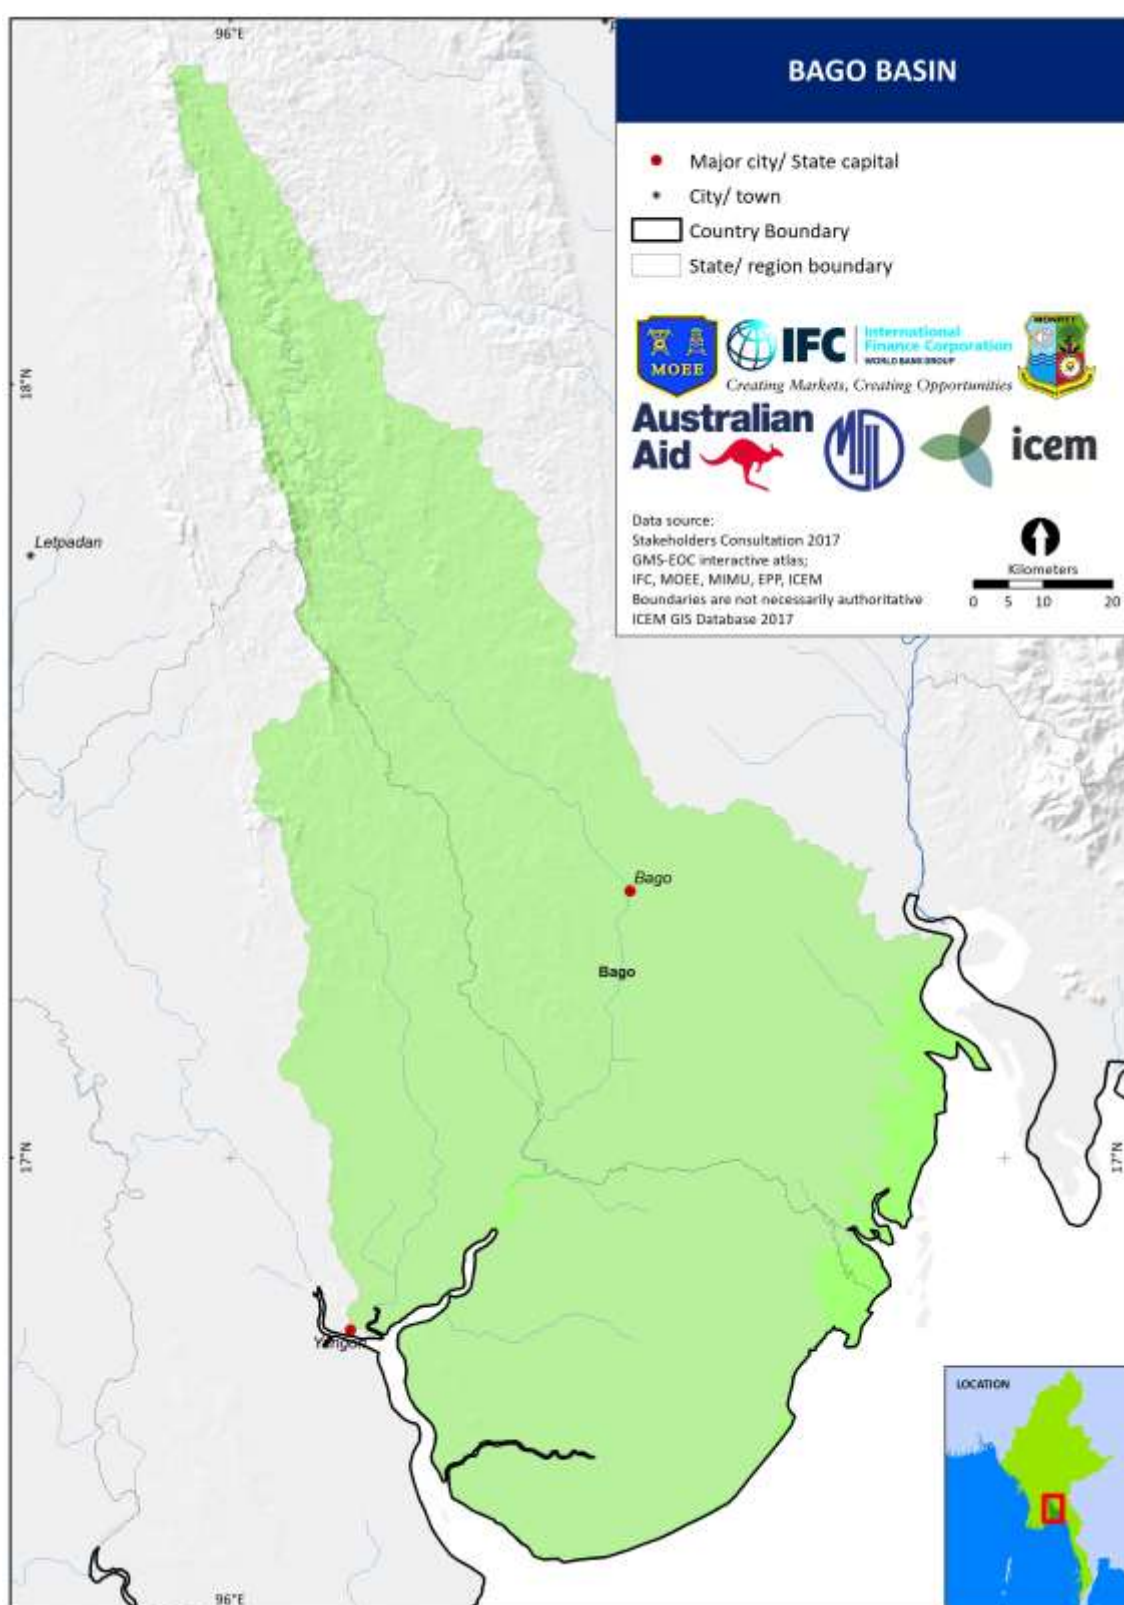 96°E
BAGO BASIN
Major city/ State capital
City/ town
Country Boundary
State/ region boundary
MOEE
IFC
International
Finance Corporation
WORLD BANK GROUP
Creating Markets, Creating Opportunities
Australian
Aid
icem
Data source:
Stakeholders Consultation 2017
GMS-EOC interactive atlas;
IFC, MOEE, MIMU, EPP, ICEM
Boundaries are not necessarily authoritative
ICEM GIS Database 2017
Kilometers
0 5 10 20
18°N
Letpadan
Bago
Bago
17°N
17°N
Yangon
LOCATION
96°E